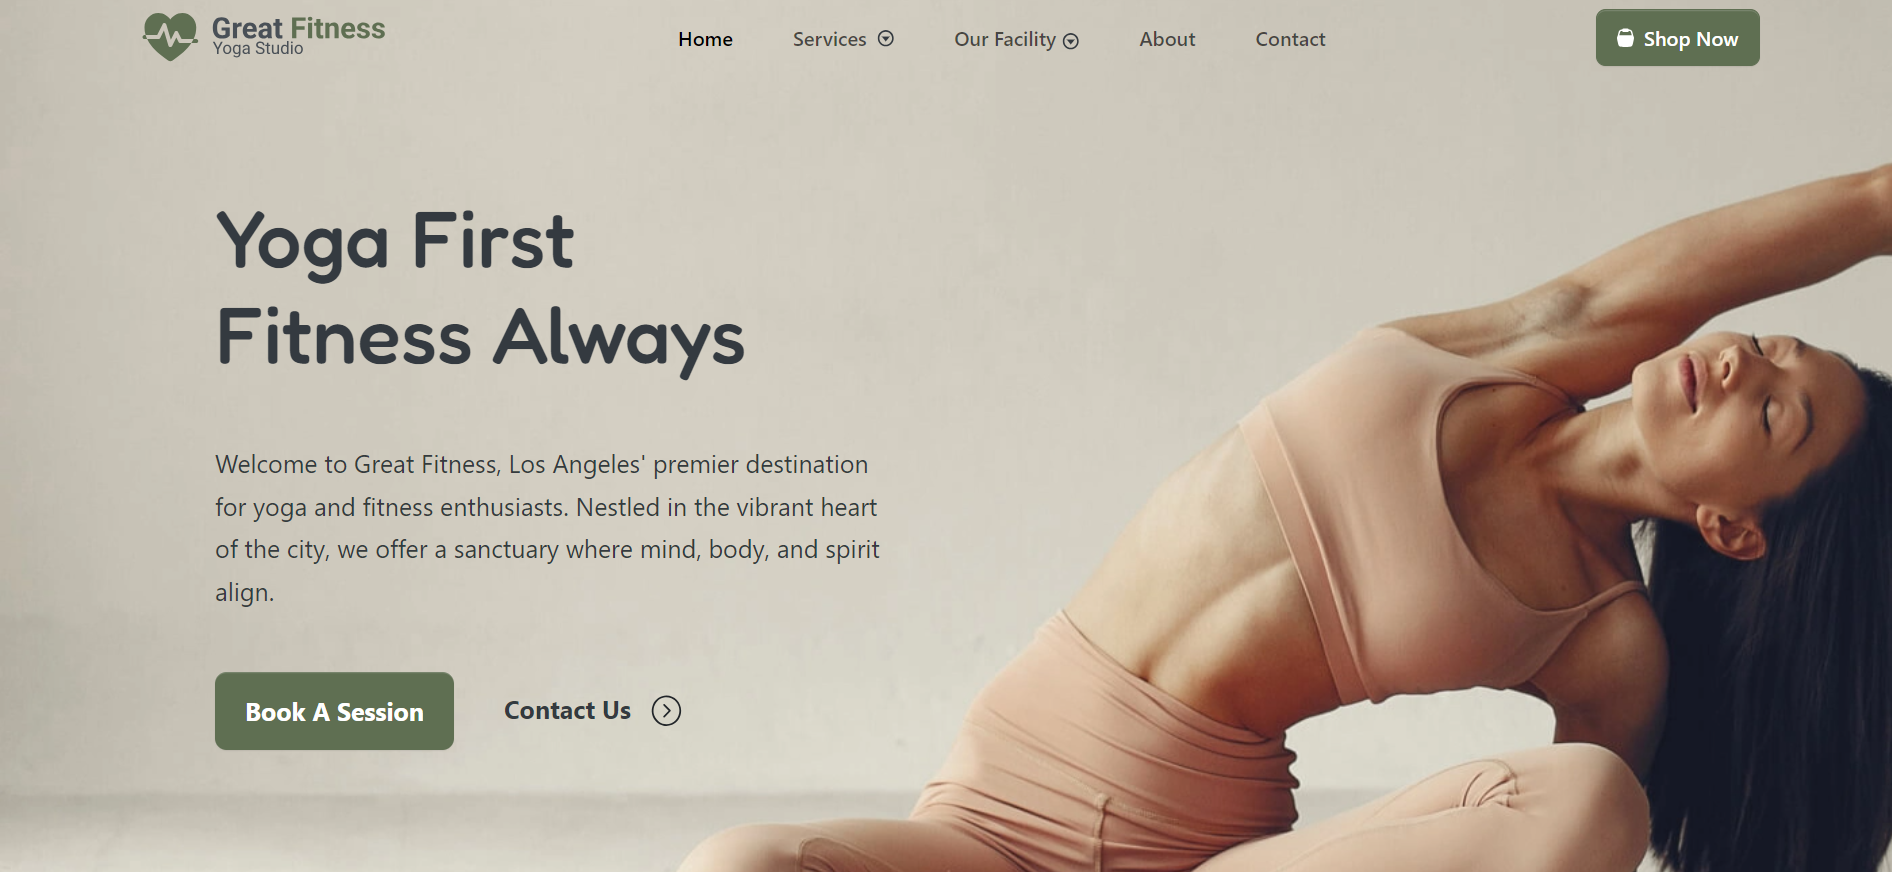 Great Fitness
Yoga Studio
Home
Services
Our Facility
About
Contact
Shop Now
Yoga First
Fitness Always
Welcome to Great Fitness, Los Angeles' premier destination
for yoga and fitness enthusiasts. Nestled in the vibrant heart
of the city, we offer a sanctuary where mind, body, and spirit
align.
Book A Session
Contact Us